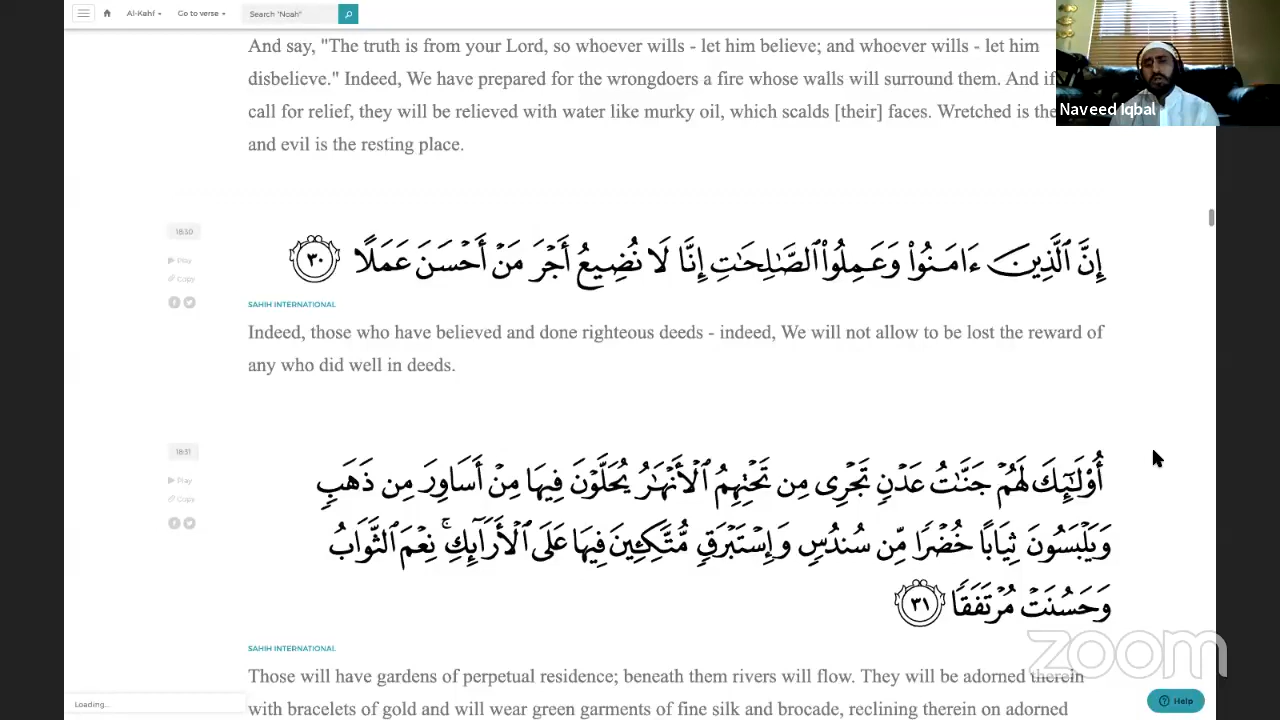 Al-Kahf Go to verse Search "Noah"
And say, "The truth is from your Lord, so whoever wills - let him believe; and whoever wills - let him
disbelieve." Indeed, We have prepared for the wrongdoers a fire whose walls will surround them. And if
call for relief, they will be relieved with water like murky oil, which scalds [their] faces. Wretched is the
and evil is the resting place.
Naveed Iqbal
18:30
إِنَّ ٱلَّذِينَ ءَامَنُوا۟ وَعَمِلُوا۟ ٱلصَّـٰلِحَـٰتِ إِنَّا لَا نُضِيعُ أَجْرَ مَنْ أَحْسَنَ عَمَلًا ٣٠
Play
Copy
SAHIH INTERNATIONAL
Indeed, those who have believed and done righteous deeds - indeed, We will not allow to be lost the reward of
any who did well in deeds.
18:31
أُو۟لَـٰٓئِكَ لَهُمْ جَنَّـٰتُ عَدْنٍ تَجْرِى مِن تَحْتِهِمُ ٱلْأَنْهَـٰرُ يُحَلَّوْنَ فِيهَا مِنْ أَسَاوِرَ مِن ذَهَبٍ
وَيَلْبَسُونَ ثِيَابًا خُضْرًا مِّن سُندُسٍ وَإِسْتَبْرَقٍ مُّتَّكِـِٔينَ فِيهَا عَلَى ٱلْأَرَآئِكِ ۚ نِعْمَ ٱلثَّوَابُ
وَحَسُنَتْ مُرْتَفَقًا ٣١
Play
Copy
SAHIH INTERNATIONAL
Those will have gardens of perpetual residence; beneath them rivers will flow. They will be adorned therein
with bracelets of gold and wear green garments of fine silk and brocade, reclining therein on adorned
zoom
Loading...
Help